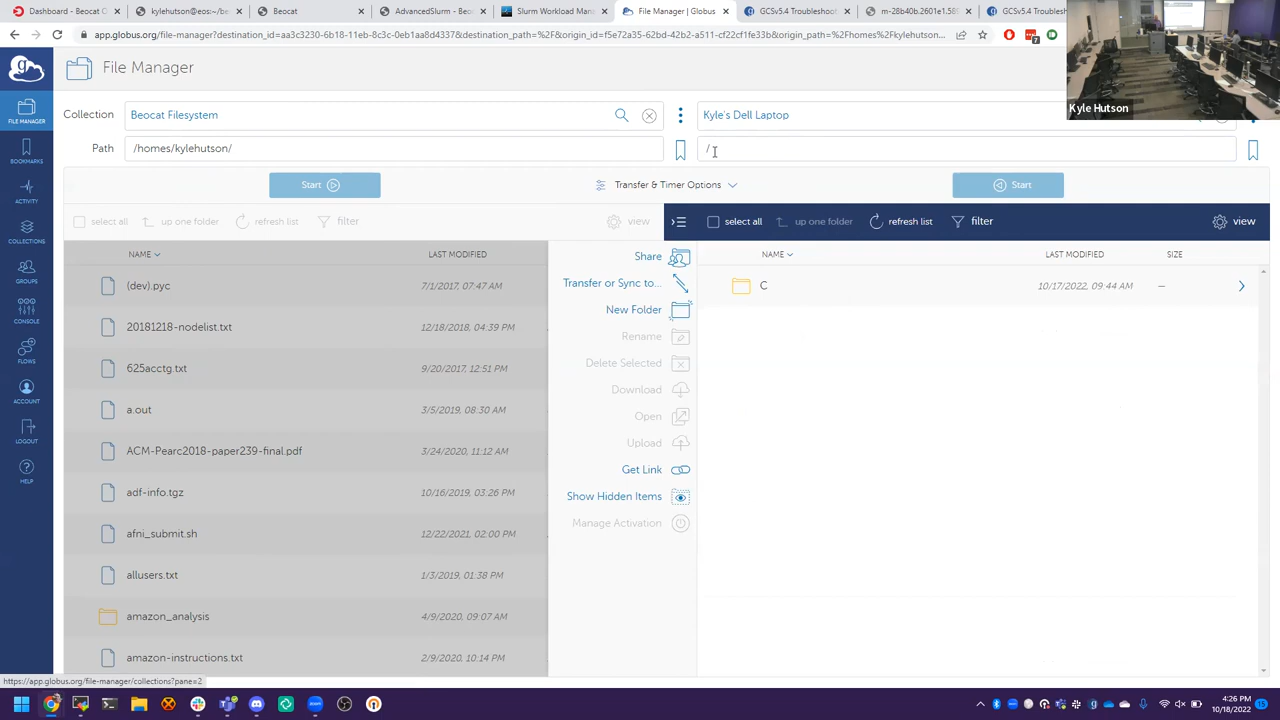 Dashboard - Beocat C
kylehutson@eos:~/be
Beocat
AdvancedSlurm - Beoc
Slurm Workload Man
File Manager | Globus
GCSv5.4 Troubleshoot
m-28b40b.2601e1.589
GCSv5.4 Troubleshoo
app.globus.org/file-manager?destination_id=aa3c3230-d918-11eb-8c3c-0eb1aa8d4337&origin_id=f5e72a35-62bd-42b2-a511-cf22cf1fe33b&origin_path=%2Fhomes%2Fkylehutson...
7
File Manager
Kyle Hutson
FILE MANAGER
BOOKMARKS
ACTIVITY
COLLECTIONS
GROUPS
CONSOLE
FLOWS
ACCOUNT
LOGOUT
HELP
Collection
Beocat Filesystem
Kyle's Dell Laptop
Path
/homes/kylehutson/
/
Start
Transfer & Timer Options
Start
select all
up one folder
refresh list
filter
view
select all
up one folder
refresh list
filter
view
NAME
LAST MODIFIED
NAME
LAST MODIFIED
SIZE
(dev).pyc 7/1/2017, 07:47 AM
20181218-nodelist.txt 12/18/2018, 04:39 PM
625acctg.txt 9/20/2017, 12:51 PM
a.out 3/5/2019, 08:30 AM
ACM-Pearc2018-paper239-final.pdf 3/24/2020, 11:12 AM
adf-info.tgz 10/16/2019, 03:26 PM
afni_submit.sh 12/22/2021, 02:00 PM
allusers.txt 1/3/2019, 01:38 PM
amazon_analysis 4/9/2020, 09:07 AM
amazon-instructions.txt 2/9/2020, 10:14 PM
Share
Transfer or Sync to...
New Folder
Rename
Delete Selected
Download
Open
Upload
Get Link
Show Hidden Items
Manage Activation
C 10/17/2022, 09:44 AM —
https://app.globus.org/file-manager/collections?pane=2
4:26 PM
10/18/2022
15